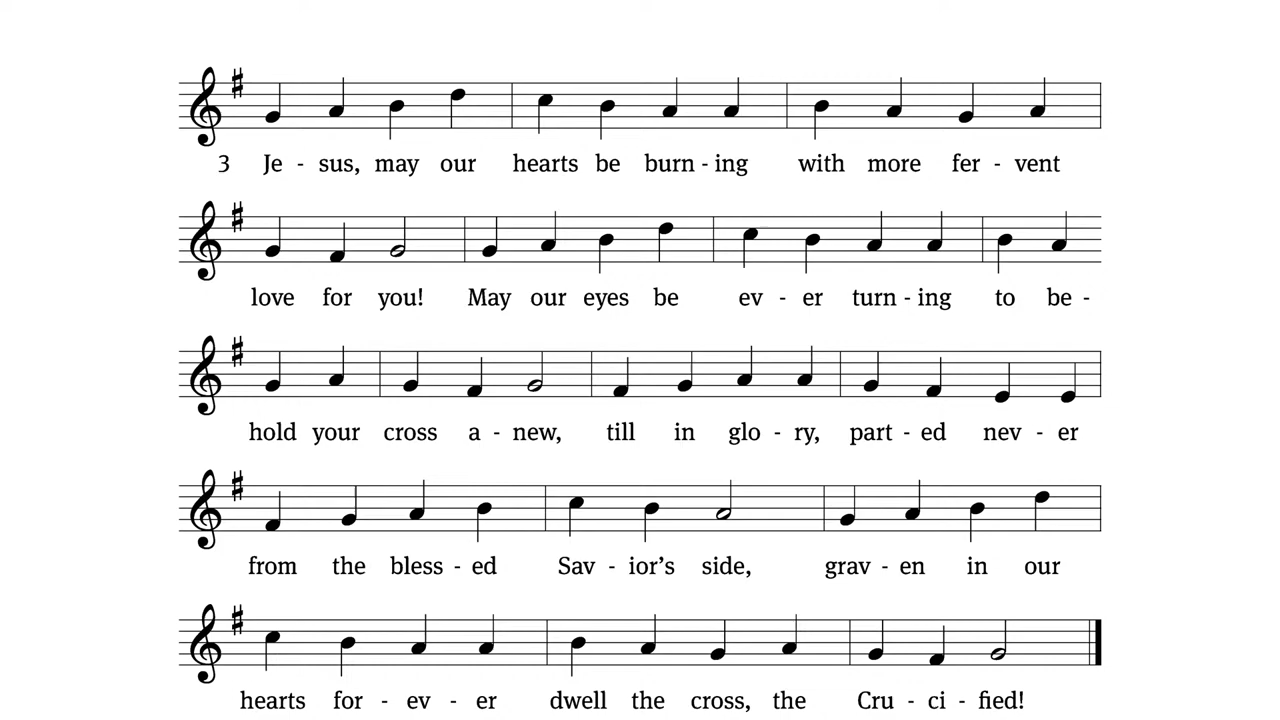 3 Je - sus, may our hearts be burn - ing with more fer - vent
love for you! May our eyes be ev - er turn - ing to be -
hold your cross a - new, till in glo - ry, part - ed nev - er
from the bless - ed Sav - ior’s side, grav - en in our
hearts for - ev - er dwell the cross, the Cru - ci - fied!